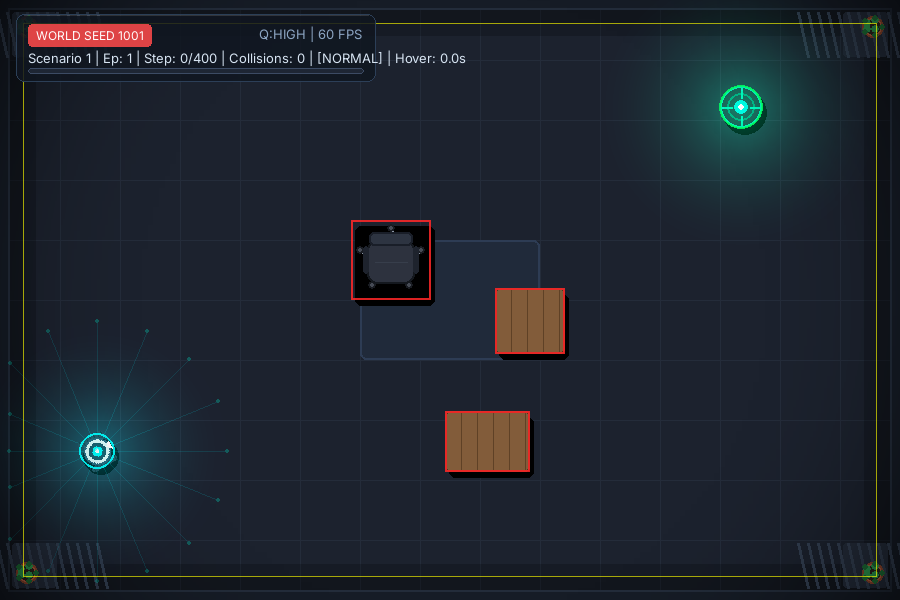 WORLD SEED 1001
Q:HIGH | 60 FPS
Scenario 1 | Ep: 1 | Step: 0/400 | Collisions: 0 | [NORMAL] | Hover: 0.0s